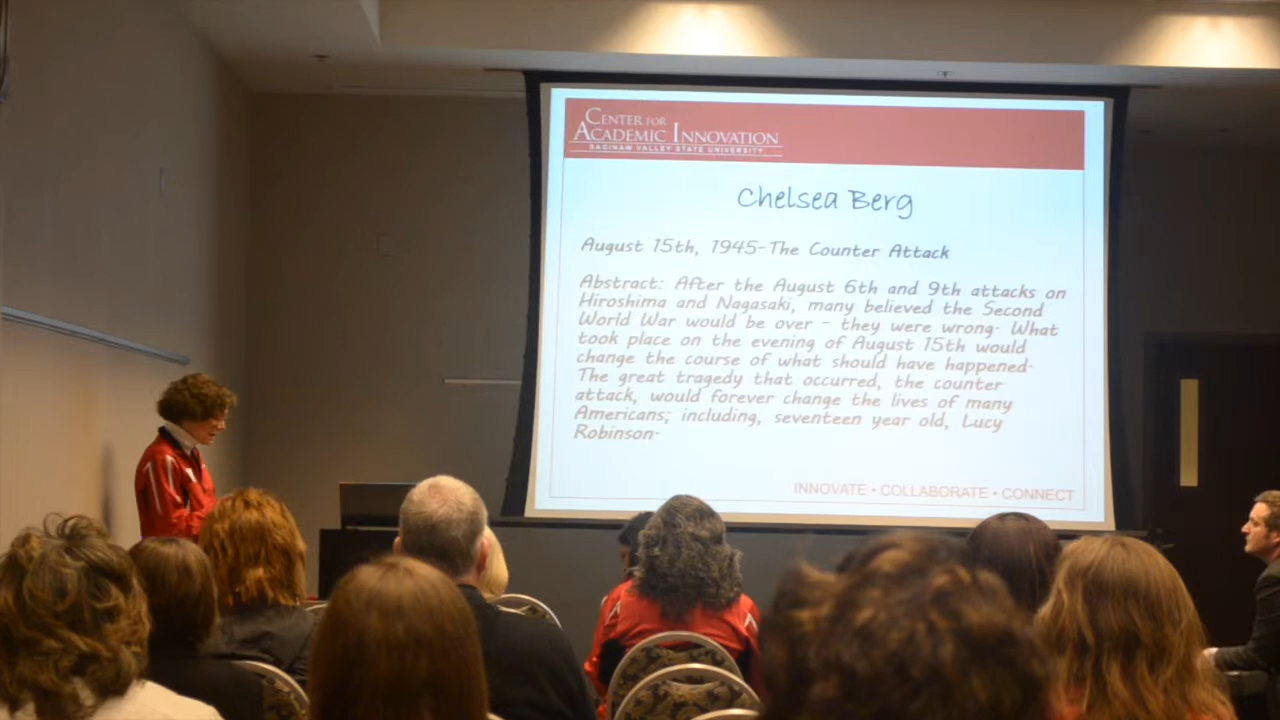 CENTER FOR
ACADEMIC INNOVATION
SAGINAW VALLEY STATE UNIVERSITY
Chelsea Berg
August 15th, 1945-The Counter Attack
Abstract: After the August 6th and 9th attacks on
Hiroshima and Nagasaki, many believed the Second
World War would be over - they were wrong. What
took place on the evening of August 15th would
change the course of what should have happened.
The great tragedy that occurred, the counter
attack, would forever change the lives of many
Americans; including, seventeen year old, Lucy
Robinson.
INNOVATE • COLLABORATE • CONNECT